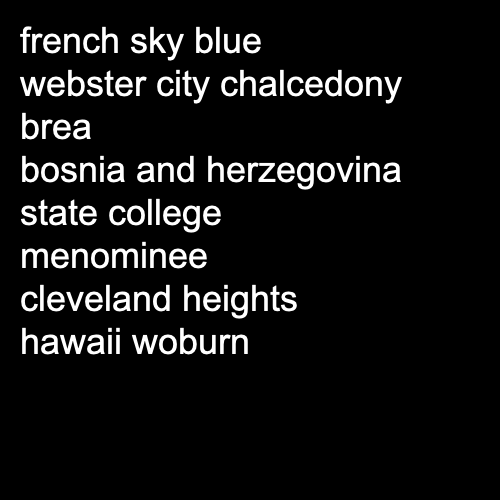 french sky blue
webster city chalcedony
brea
bosnia and herzegovina
state college
menominee
cleveland heights
hawaii woburn